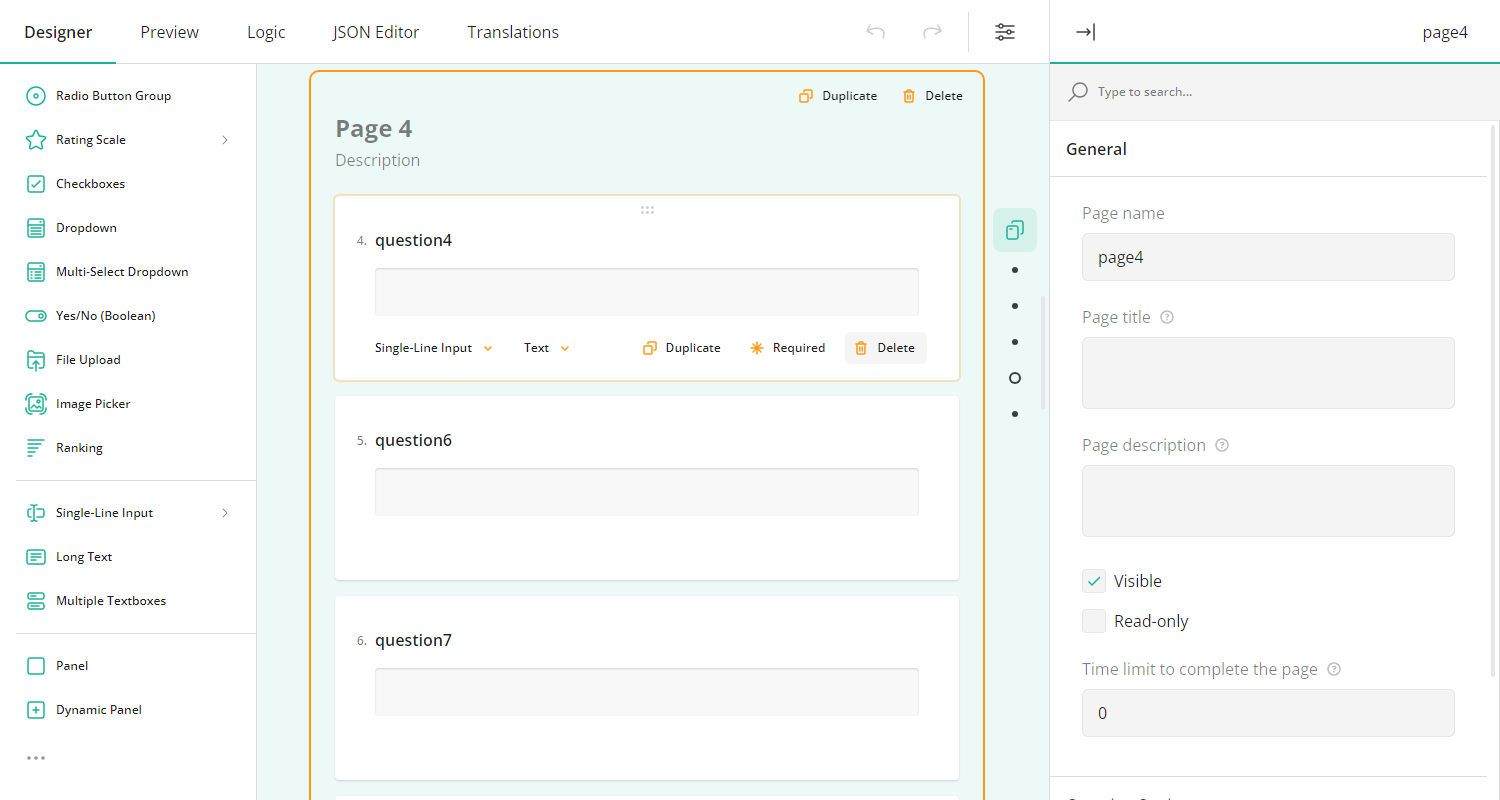 Designer
Preview
Logic
JSON Editor
Translations
page4
Radio Button Group
Rating Scale
Checkboxes
Dropdown
Multi-Select Dropdown
Yes/No (Boolean)
File Upload
Image Picker
Ranking
Single-Line Input
Long Text
Multiple Textboxes
Panel
Dynamic Panel
Duplicate
Delete
Page 4
Description
4. question4
Single-Line Input
Text
Duplicate
Required
Delete
5. question6
6. question7
Type to search...
General
Page name
page4
Page title
Page description
Visible
Read-only
Time limit to complete the page
0